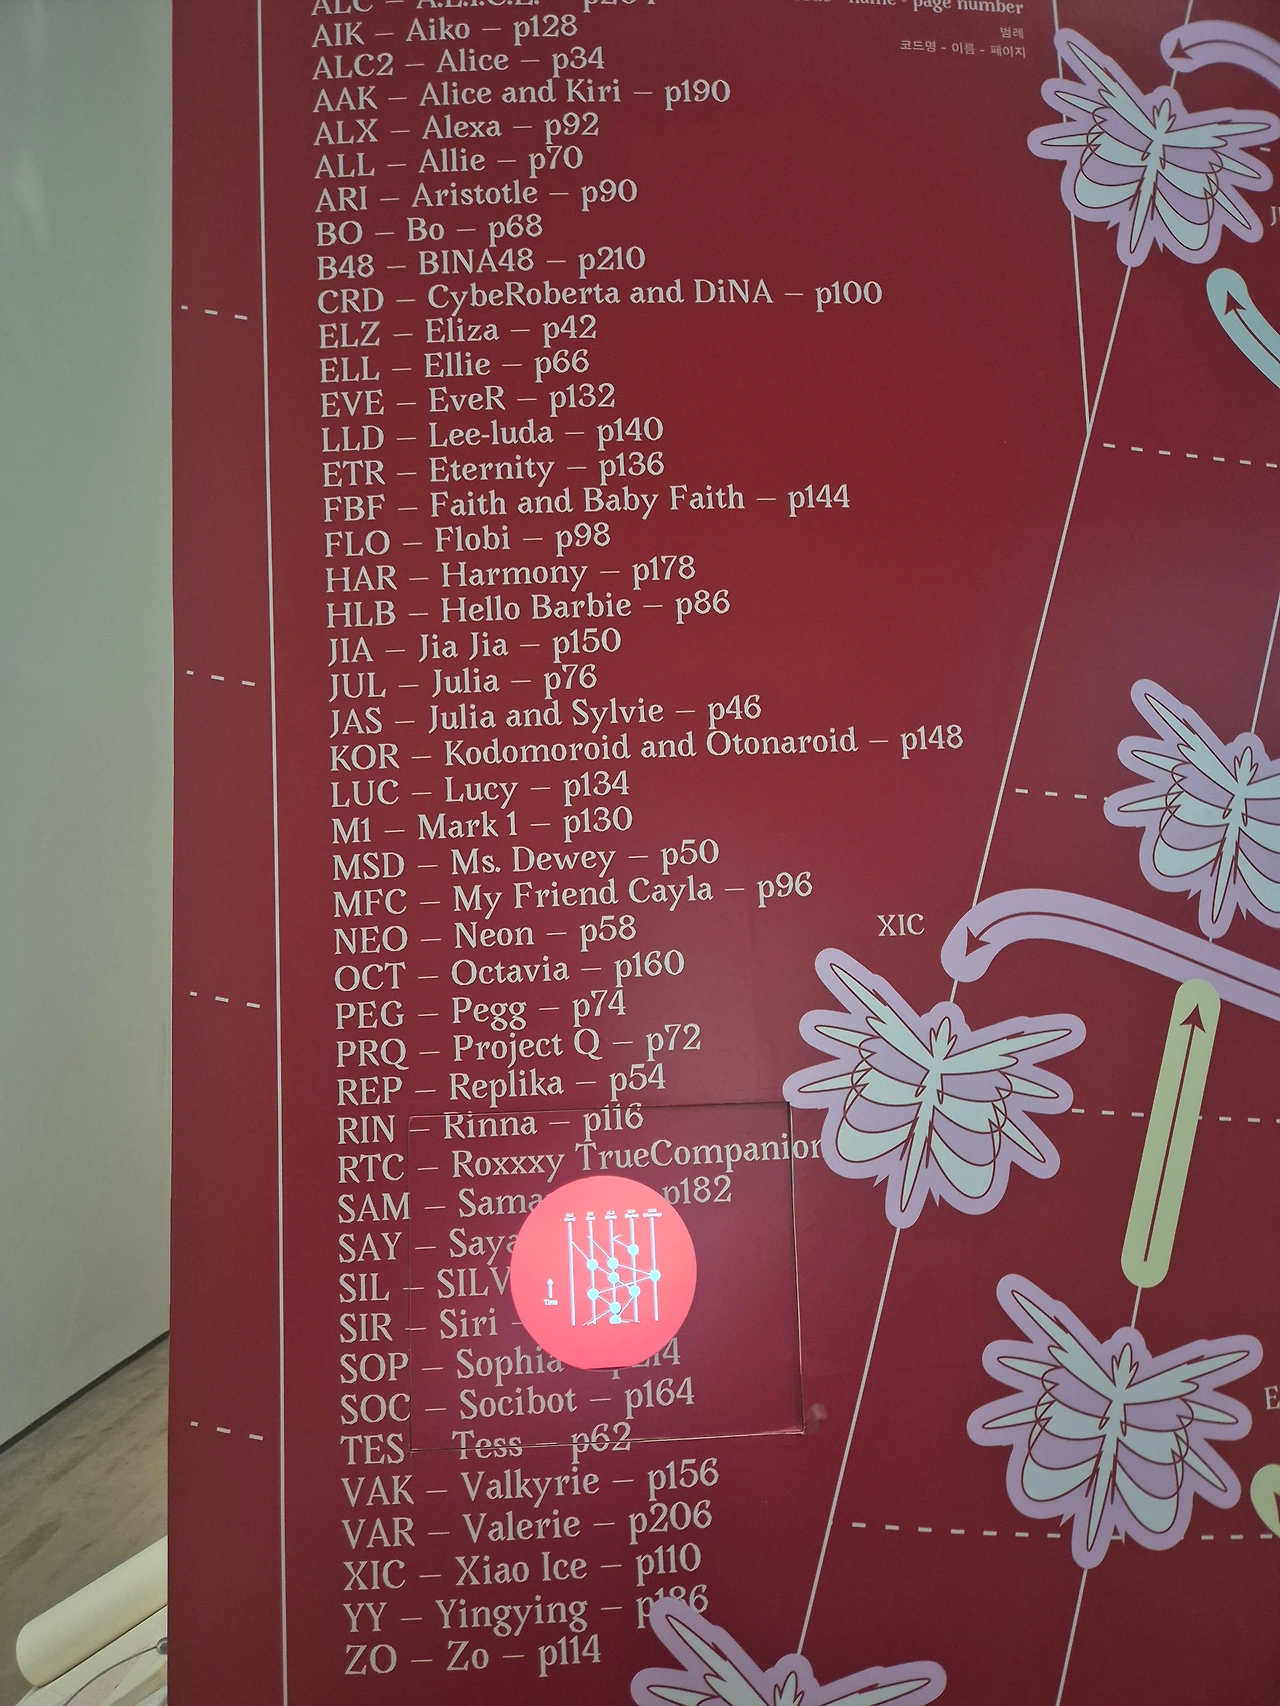 name - page number
범례
코드명 - 이름 - 페이지
AIK – Aiko – p128
ALC2 – Alice – p34
AAK – Alice and Kiri – p190
ALX – Alexa – p92
ALL – Allie – p70
ARI – Aristotle – p90
BO – Bo – p68
B48 – BINA48 – p210
CRD – CybeRoberta and DiNA – p100
ELZ – Eliza – p42
ELL – Ellie – p66
EVE – EveR – p132
LLD – Lee-luda – p140
ETR – Eternity – p136
FBF – Faith and Baby Faith – p144
FLO – Flobi – p98
HAR – Harmony – p178
HLB – Hello Barbie – p86
JIA – Jia Jia – p150
JUL – Julia – p76
JAS – Julia and Sylvie – p46
KOR – Kodomoroid and Otonaroid – p148
LUC – Lucy – p134
M1 – Mark 1 – p130
MSD – Ms. Dewey – p50
MFC – My Friend Cayla – p96
NEO – Neon – p58
OCT – Octavia – p160
PEG – Pegg – p74
PRQ – Project Q – p72
REP – Replika – p54
RIN – Rinna – p116
RTC – Roxxxy TrueCompanion
SAM – p182
SAY –
SIL –
SIR – Siri –
SOP – Sophia
SOC – Socibot – p164
TES – Tess – p62
VAK – Valkyrie – p156
VAR – Valerie – p206
XIC – Xiao Ice – p110
YY – Yingying – p186
ZO – Zo – p114
XIC
Time